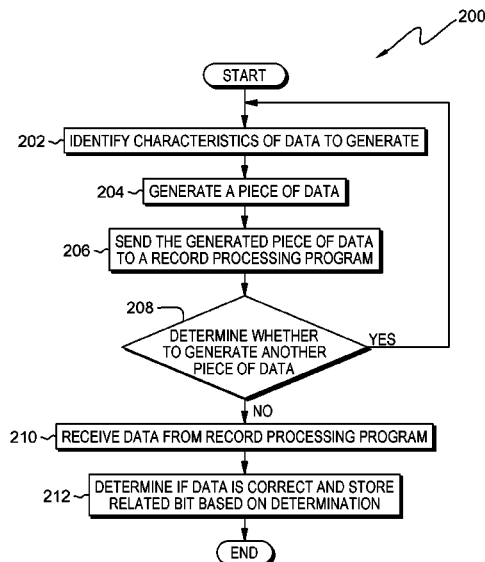 200
START
202 IDENTIFY CHARACTERISTICS OF DATA TO GENERATE
204 GENERATE A PIECE OF DATA
206 SEND THE GENERATED PIECE OF DATA
TO A RECORD PROCESSING PROGRAM
208
DETERMINE WHETHER
TO GENERATE ANOTHER
PIECE OF DATA
YES
NO
210 RECEIVE DATA FROM RECORD PROCESSING PROGRAM
212 DETERMINE IF DATA IS CORRECT AND STORE
RELATED BIT BASED ON DETERMINATION
END